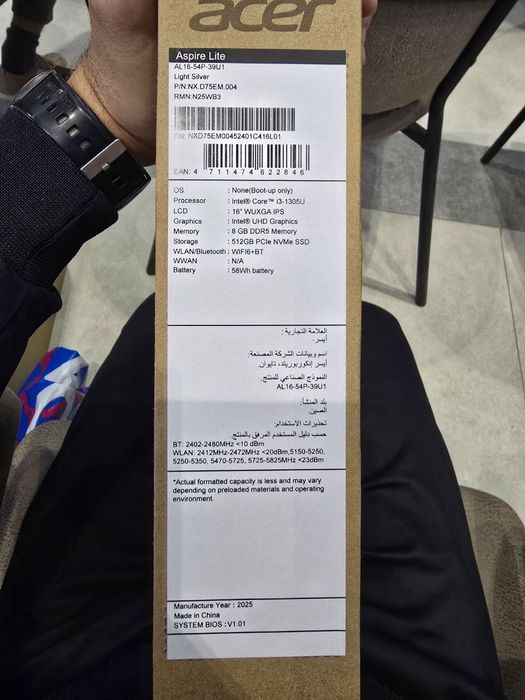 acer
Aspire Lite
AL16-54P-39U1
Light Silver
P/N:NX.D75EM.004
RMN:N25WB3
S/N: NXD75EM00452401C416L01
EAN: 4 711474 622846
OS : None(Boot-up only)
Processor : Intel® Core™ i3-1305U
LCD : 16" WUXGA IPS
Graphics : Intel® UHD Graphics
Memory : 8 GB DDR5 Memory
Storage : 512GB PCIe NVMe SSD
WLAN/Bluetooth : WIFI6+BT
WWAN : N/A
Battery : 58Wh battery
العلامة التجارية :
أيسر.
اسم وبيانات الشركة المصنعة:
أيسر إنكوربوريتد، تايوان.
النموذج الصناعي للمنتج:
AL16-54P-39U1
بلد المنشأ:
الصين.
تحذيرات الاستخدام:
حسب دليل المستخدم المرفق بالمنتج.
BT: 2402-2480MHz <10 dBm
WLAN: 2412MHz-2472MHz <20dBm,5150-5250,
5250-5350, 5470-5725, 5725-5825MHz <23dBm
*Actual formatted capacity is less and may vary
depending on preloaded materials and operating
environment.
Manufacture Year : 2025
Made in China
SYSTEM BIOS : V1.01